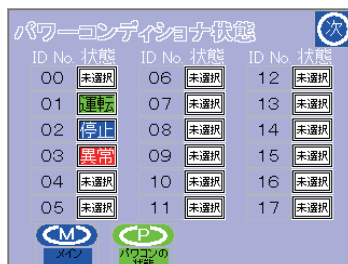 パワーコンディショナ状態 次
ID No. 状態 ID No. 状態 ID No. 状態
00 未選択 06 未選択 12 未選択
01 運転 07 未選択 13 未選択
02 停止 08 未選択 14 未選択
03 異常 09 未選択 15 未選択
04 未選択 10 未選択 16 未選択
05 未選択 11 未選択 17 未選択
M P
メイン パワコンの
状態